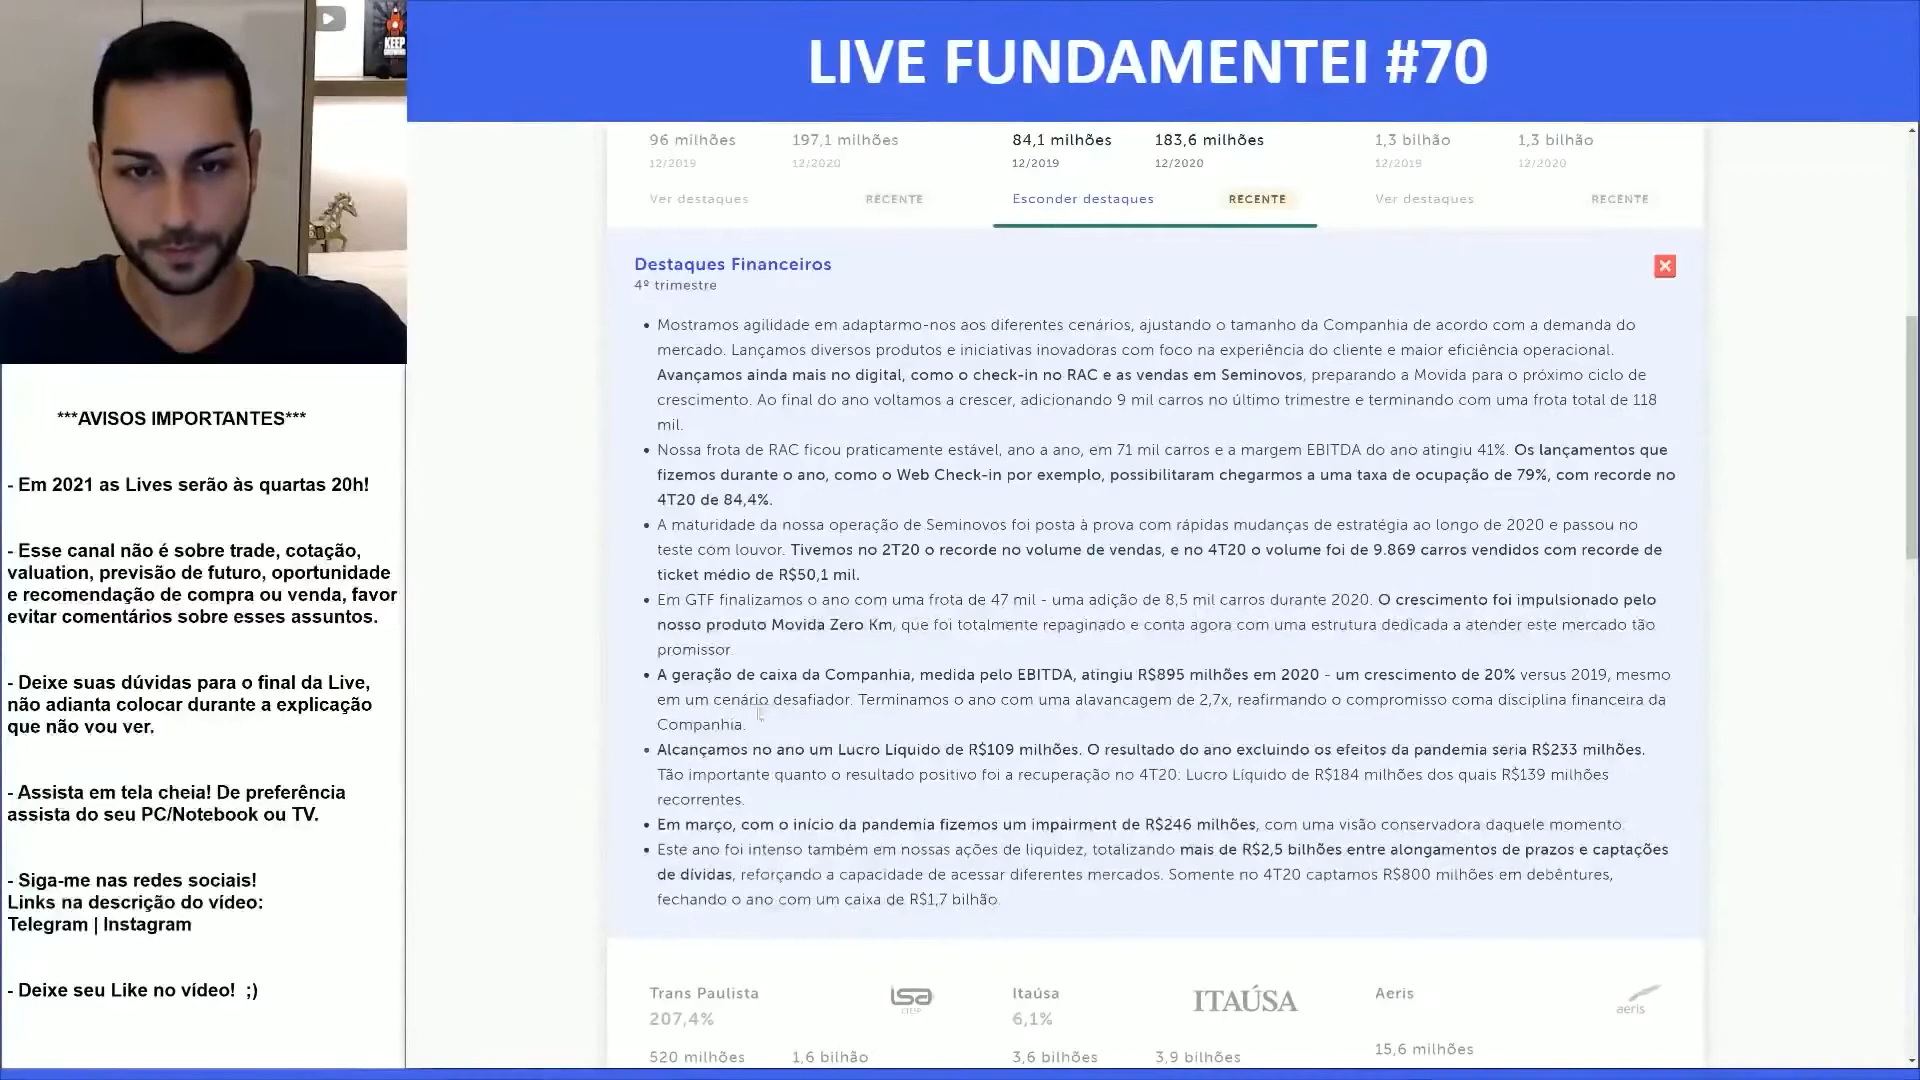 KEEP
LIVE FUNDAMENTEI #70
96 milhões
197,1 milhões
84,1 milhões
183,6 milhões
1,3 bilhão
1,3 bilhão
12/2019
12/2020
12/2019
12/2020
12/2019
12/2020
Ver destaques
RECENTE
Esconder destaques
RECENTE
Ver destaques
RECENTE
Destaques Financeiros
4º trimestre
• Mostramos agilidade em adaptarmo-nos aos diferentes cenários, ajustando o tamanho da Companhia de acordo com a demanda do
mercado. Lançamos diversos produtos e iniciativas inovadoras com foco na experiência do cliente e maior eficiência operacional.
Avançamos ainda mais no digital, como o check-in no RAC e as vendas em Seminovos, preparando a Movida para o próximo ciclo de
crescimento. Ao final do ano voltamos a crescer, adicionando 9 mil carros no último trimestre e terminando com uma frota total de 118
mil.
• Nossa frota de RAC ficou praticamente estável, ano a ano, em 71 mil carros e a margem EBITDA do ano atingiu 41%. Os lançamentos que
fizemos durante o ano, como o Web Check-in por exemplo, possibilitaram chegarmos a uma taxa de ocupação de 79%, com recorde no
4T20 de 84,4%.
• A maturidade da nossa operação de Seminovos foi posta à prova com rápidas mudanças de estratégia ao longo de 2020 e passou no
teste com louvor. Tivemos no 2T20 o recorde no volume de vendas, e no 4T20 o volume foi de 9.869 carros vendidos com recorde de
ticket médio de R$50,1 mil.
• Em GTF finalizamos o ano com uma frota de 47 mil - uma adição de 8,5 mil carros durante 2020. O crescimento foi impulsionado pelo
nosso produto Movida Zero Km, que foi totalmente repaginado e conta agora com uma estrutura dedicada a atender este mercado tão
promissor.
• A geração de caixa da Companhia, medida pelo EBITDA, atingiu R$895 milhões em 2020 - um crescimento de 20% versus 2019, mesmo
em um cenário desafiador. Terminamos o ano com uma alavancagem de 2,7x, reafirmando o compromisso coma disciplina financeira da
Companhia.
• Alcançamos no ano um Lucro Líquido de R$109 milhões. O resultado do ano excluindo os efeitos da pandemia seria R$233 milhões.
Tão importante quanto o resultado positivo foi a recuperação no 4T20: Lucro Líquido de R$184 milhões dos quais R$139 milhões
recorrentes.
• Em março, com o início da pandemia fizemos um impairment de R$246 milhões, com uma visão conservadora daquele momento.
• Este ano foi intenso também em nossas ações de liquidez, totalizando mais de R$2,5 bilhões entre alongamentos de prazos e captações
de dívidas, reforçando a capacidade de acessar diferentes mercados. Somente no 4T20 captamos R$800 milhões em debêntures,
fechando o ano com um caixa de R$1,7 bilhão.
Trans Paulista
isa
CTEEP
Itaúsa
ITAÚSA
Aeris
aeris
207,4%
6,1%
520 milhões
1,6 bilhão
3,6 bilhões
3,9 bilhões
15,6 milhões
***AVISOS IMPORTANTES***
- Em 2021 as Lives serão às quartas 20h!
- Esse canal não é sobre trade, cotação,
valuation, previsão de futuro, oportunidade
e recomendação de compra ou venda, favor
evitar comentários sobre esses assuntos.
- Deixe suas dúvidas para o final da Live,
não adianta colocar durante a explicação
que não vou ver.
- Assista em tela cheia! De preferência
assista do seu PC/Notebook ou TV.
- Siga-me nas redes sociais!
Links na descrição do vídeo:
Telegram | Instagram
- Deixe seu Like no vídeo! ;)